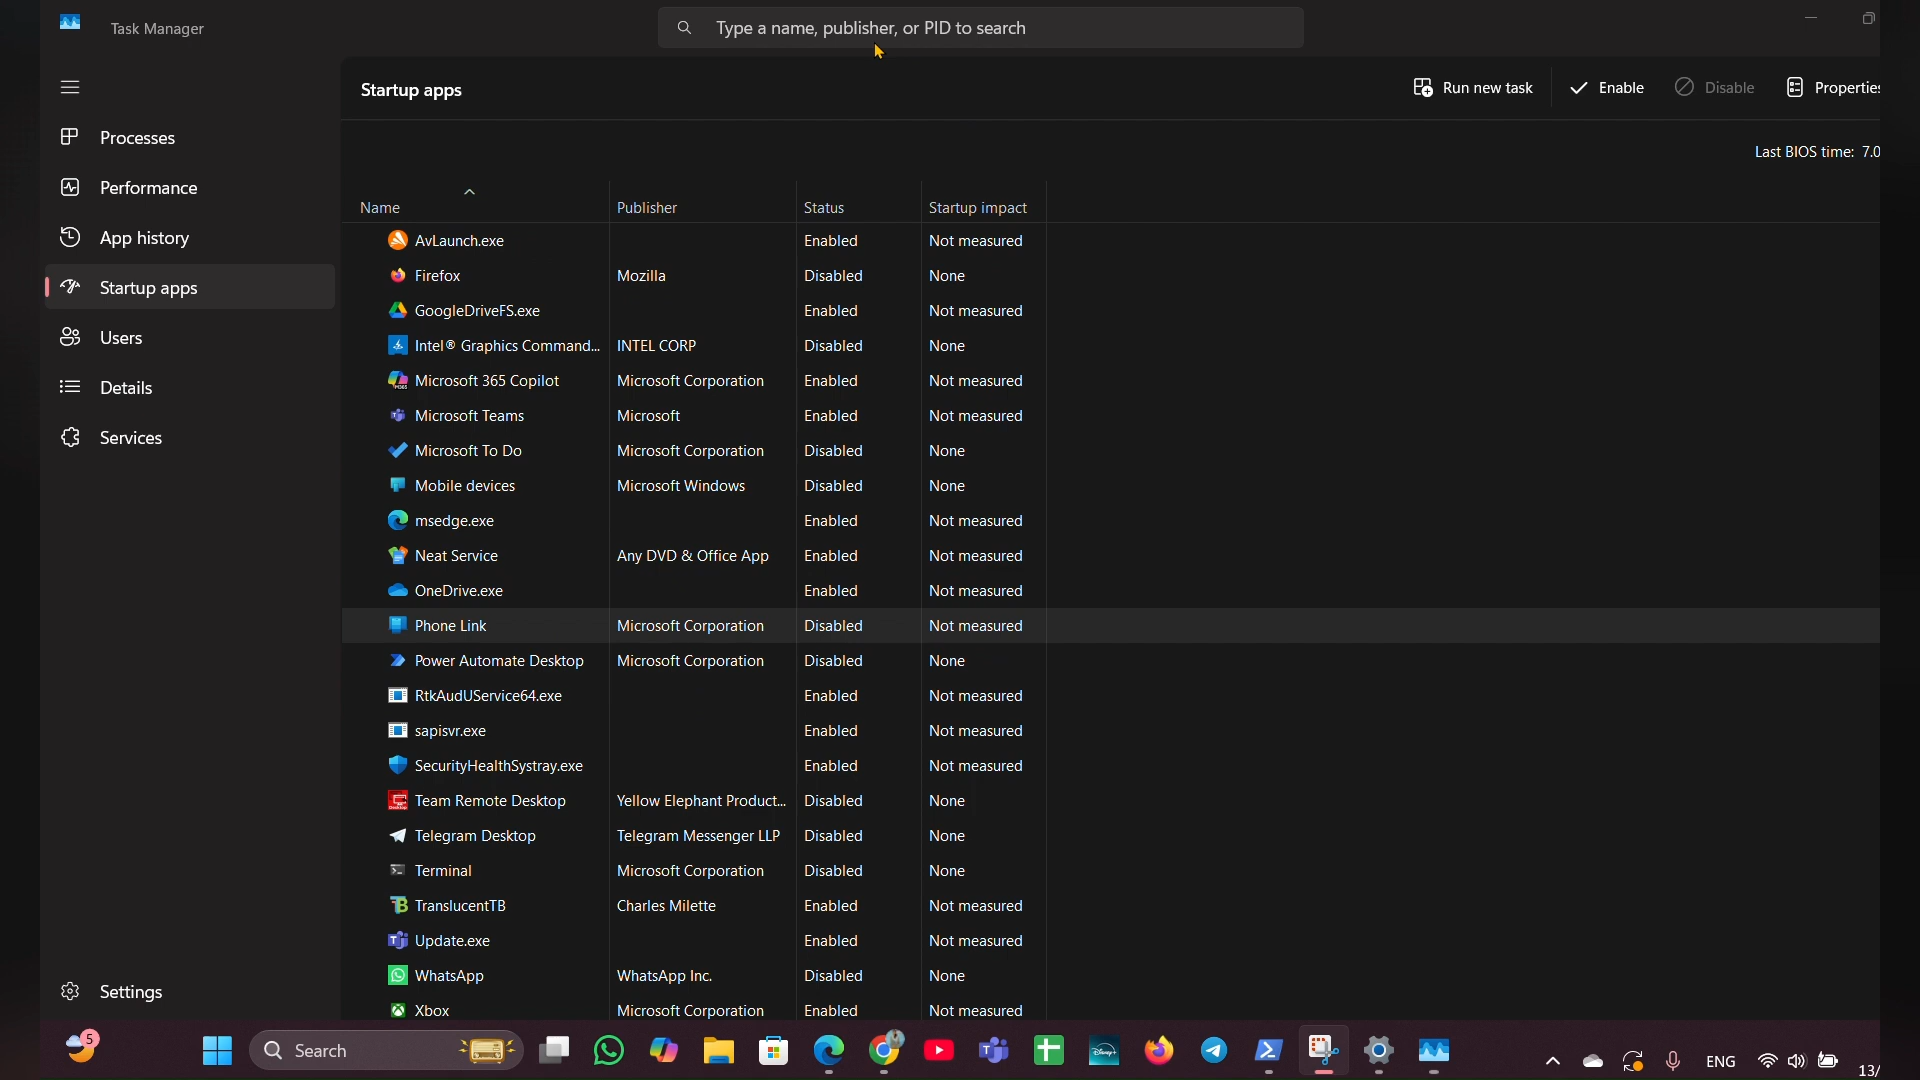 Task Manager
Type a name, publisher, or PID to search
Startup apps
Run new task
Enable
Disable
Properties
Last BIOS time: 7.0
Processes
Performance
App history
Startup apps
Users
Details
Services
Settings
Name Publisher Status Startup impact
AvLaunch.exe Enabled Not measured
Firefox Mozilla Disabled None
GoogleDriveFS.exe Enabled Not measured
Intel® Graphics Command... INTEL CORP Disabled None
Microsoft 365 Copilot Microsoft Corporation Enabled Not measured
Microsoft Teams Microsoft Enabled Not measured
Microsoft To Do Microsoft Corporation Disabled None
Mobile devices Microsoft Windows Disabled None
msedge.exe Enabled Not measured
Neat Service Any DVD & Office App Enabled Not measured
OneDrive.exe Enabled Not measured
Phone Link Microsoft Corporation Disabled Not measured
Power Automate Desktop Microsoft Corporation Disabled None
RtkAudUService64.exe Enabled Not measured
sapisvr.exe Enabled Not measured
SecurityHealthSystray.exe Enabled Not measured
Team Remote Desktop Yellow Elephant Product... Disabled None
Telegram Desktop Telegram Messenger LLP Disabled None
Terminal Microsoft Corporation Disabled None
TranslucentTB Charles Milette Enabled Not measured
Update.exe Enabled Not measured
WhatsApp WhatsApp Inc. Disabled None
Xbox Microsoft Corporation Enabled Not measured
5
Search
ENG
13/